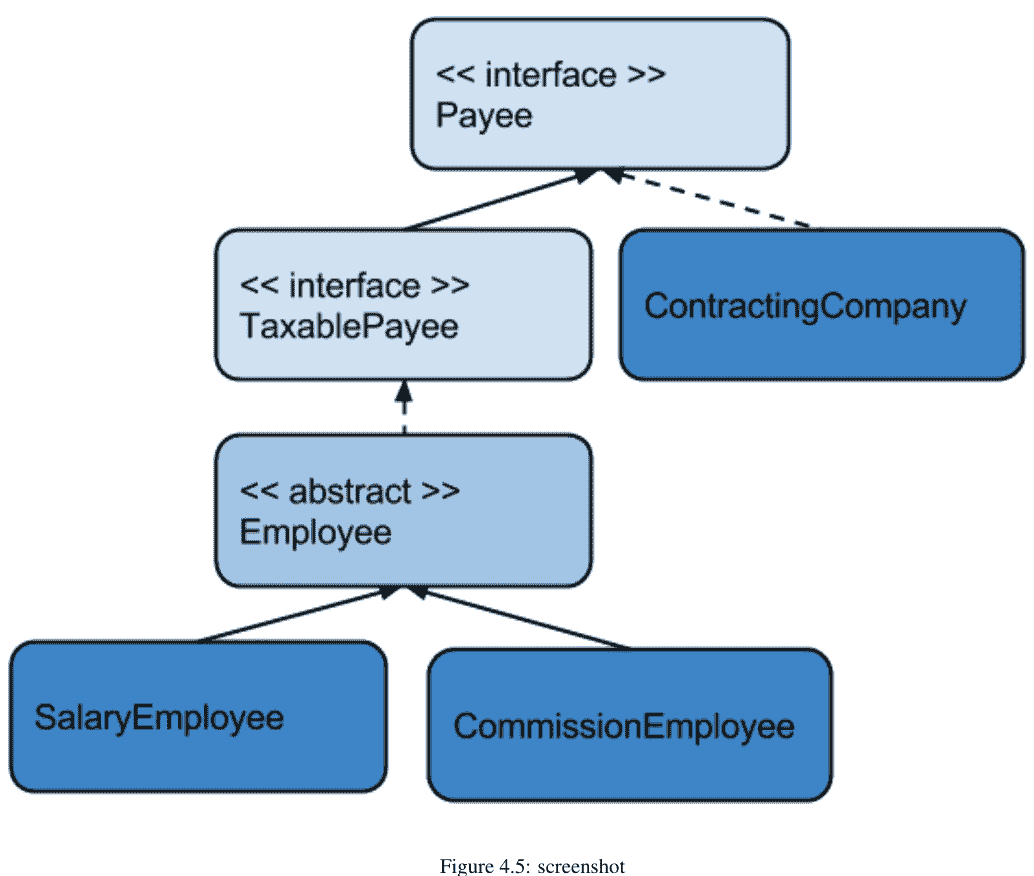 << interface >>
Payee
<< interface >>
TaxablePayee
ContractingCompany
<< abstract >>
Employee
SalaryEmployee
CommissionEmployee
Figure 4.5: screenshot